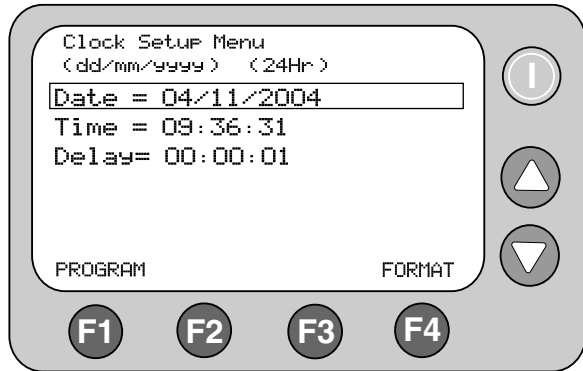 Clock Setup Menu
(dd/mm/yyyy) (24Hr)
Date = 04/11/2004
Time = 09:36:31
Delay= 00:00:01
PROGRAM FORMAT
F1 F2 F3 F4
I